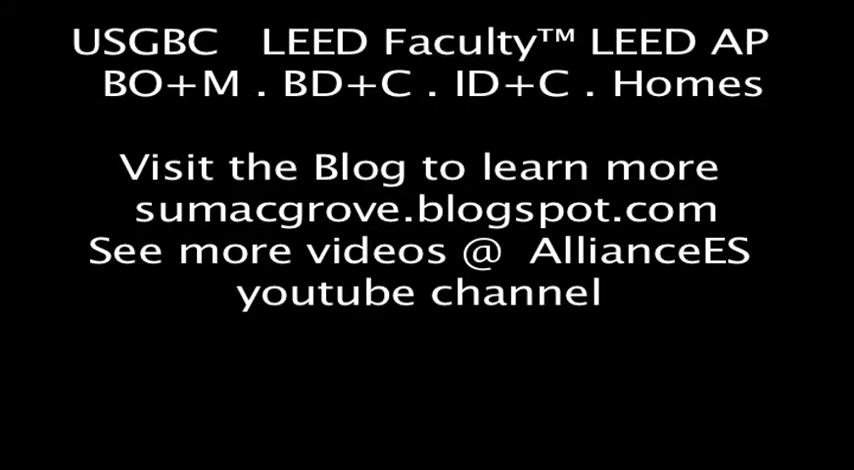 USGBC LEED Faculty™ LEED AP
BO+M . BD+C . ID+C . Homes
Visit the Blog to learn more
sumacgrove.blogspot.com
See more videos @ AllianceES
youtube channel